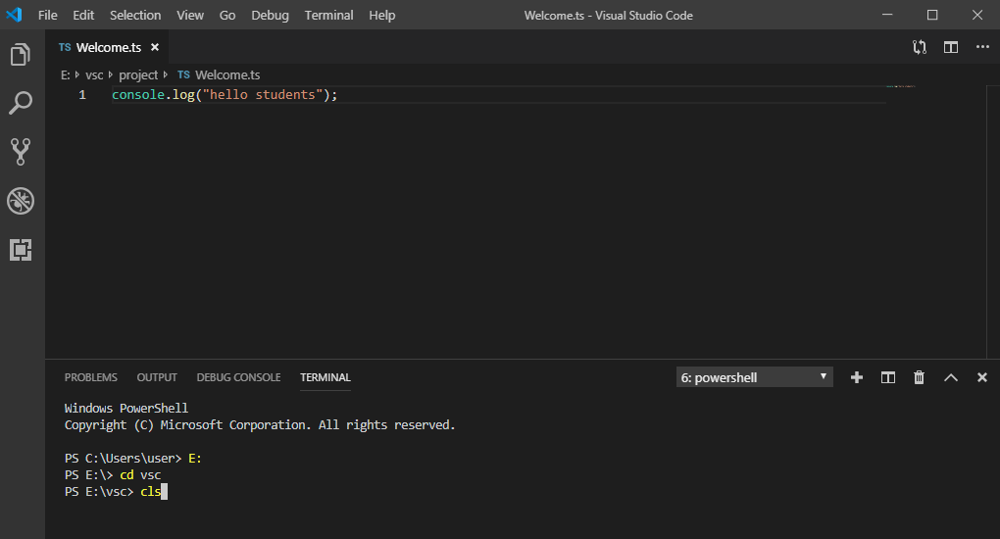 File Edit Selection View Go Debug Terminal Help Welcome.ts - Visual Studio Code
TS Welcome.ts
E: vsc project TS Welcome.ts
1 console.log("hello students");
PROBLEMS OUTPUT DEBUG CONSOLE TERMINAL 6: powershell
Windows PowerShell
Copyright (C) Microsoft Corporation. All rights reserved.
PS C:\Users\user> E:
PS E:\> cd vsc
PS E:\vsc> cls